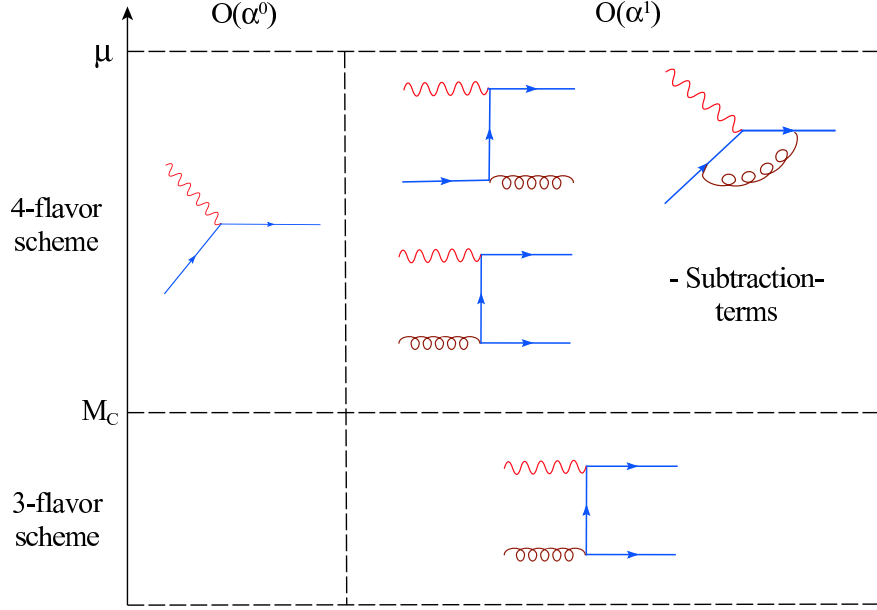 O(α⁰)
O(α¹)
μ
4-flavor
scheme
- Subtraction-
terms
M_C
3-flavor
scheme